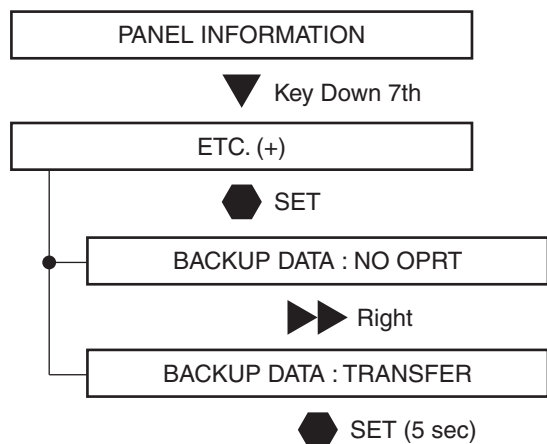 PANEL INFORMATION
Key Down 7th
ETC. (+)
SET
BACKUP DATA : NO OPRT
Right
BACKUP DATA : TRANSFER
SET (5 sec)